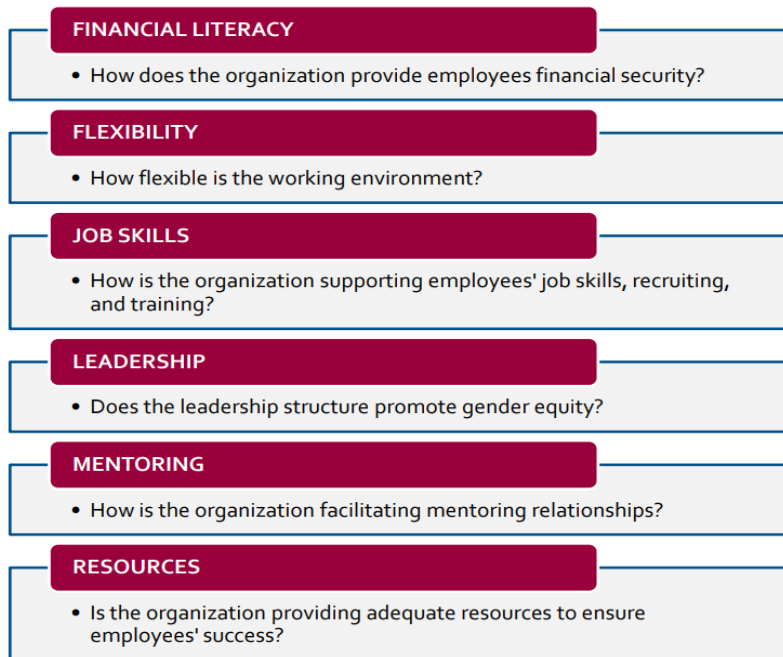 FINANCIAL LITERACY
• How does the organization provide employees financial security?
FLEXIBILITY
• How flexible is the working environment?
JOB SKILLS
• How is the organization supporting employees' job skills, recruiting,
and training?
LEADERSHIP
• Does the leadership structure promote gender equity?
MENTORING
• How is the organization facilitating mentoring relationships?
RESOURCES
• Is the organization providing adequate resources to ensure
employees' success?